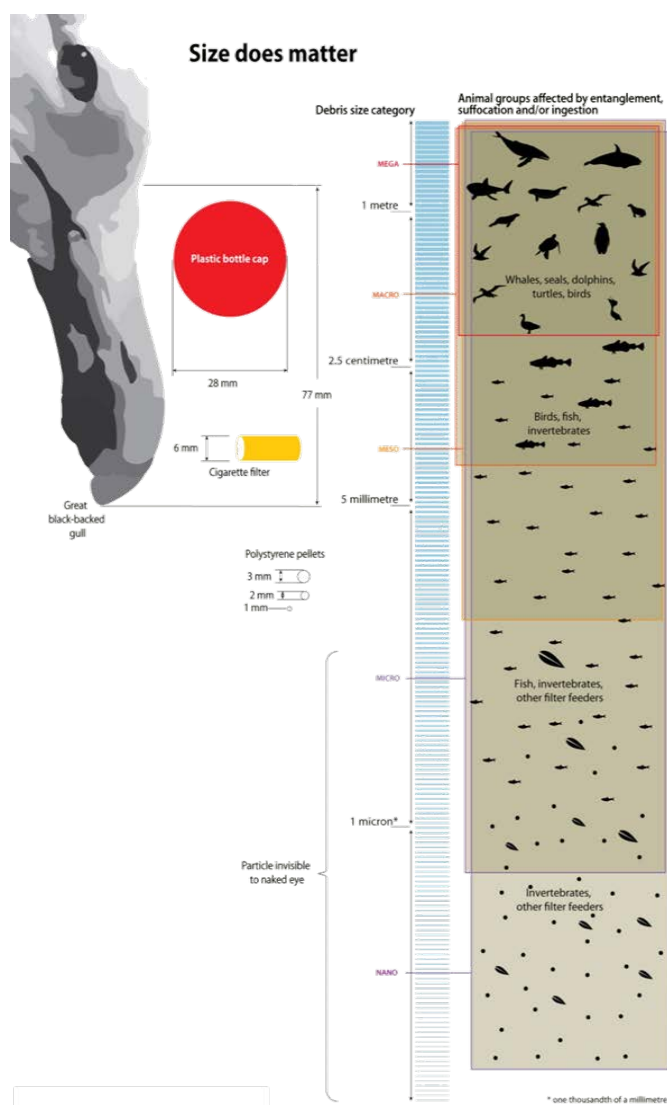 Size does matter
Debris size category
Animal groups affected by entanglement,
suffocation and/or ingestion
MEGA
1 metre
Plastic bottle cap
MACRO
Whales, seals, dolphins,
turtles, birds
2.5 centimetre
28 mm
77 mm
Birds, fish,
invertebrates
6 mm
MESO
Cigarette filter
5 millimetre
Great
black-backed
gull
Polystyrene pellets
3 mm
2 mm
1 mm
MICRO
Fish, invertebrates,
other filter feeders
1 micron*
Particle invisible
to naked eye
Invertebrates,
other filter feeders
NANO
* one thousandth of a millimetre